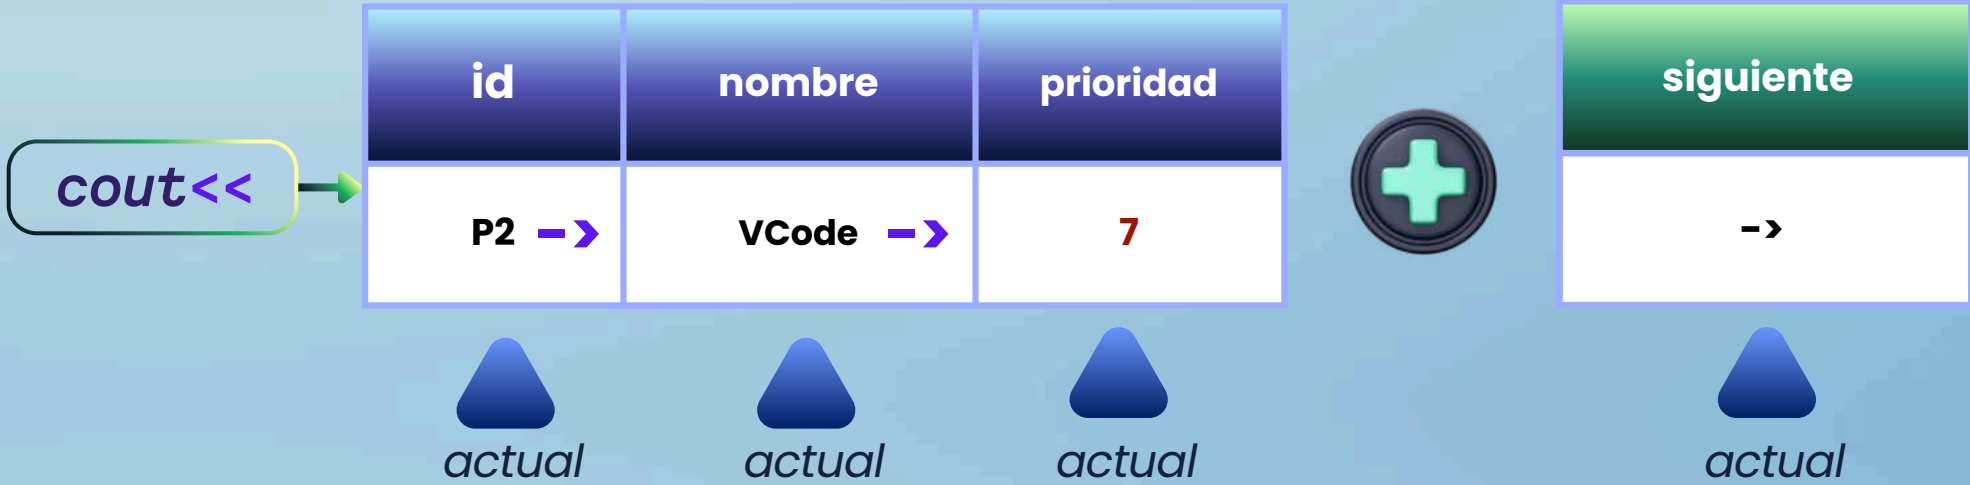 id nombre prioridad siguiente
cout<<
P2 -> VCode -> 7 ->
actual actual actual actual